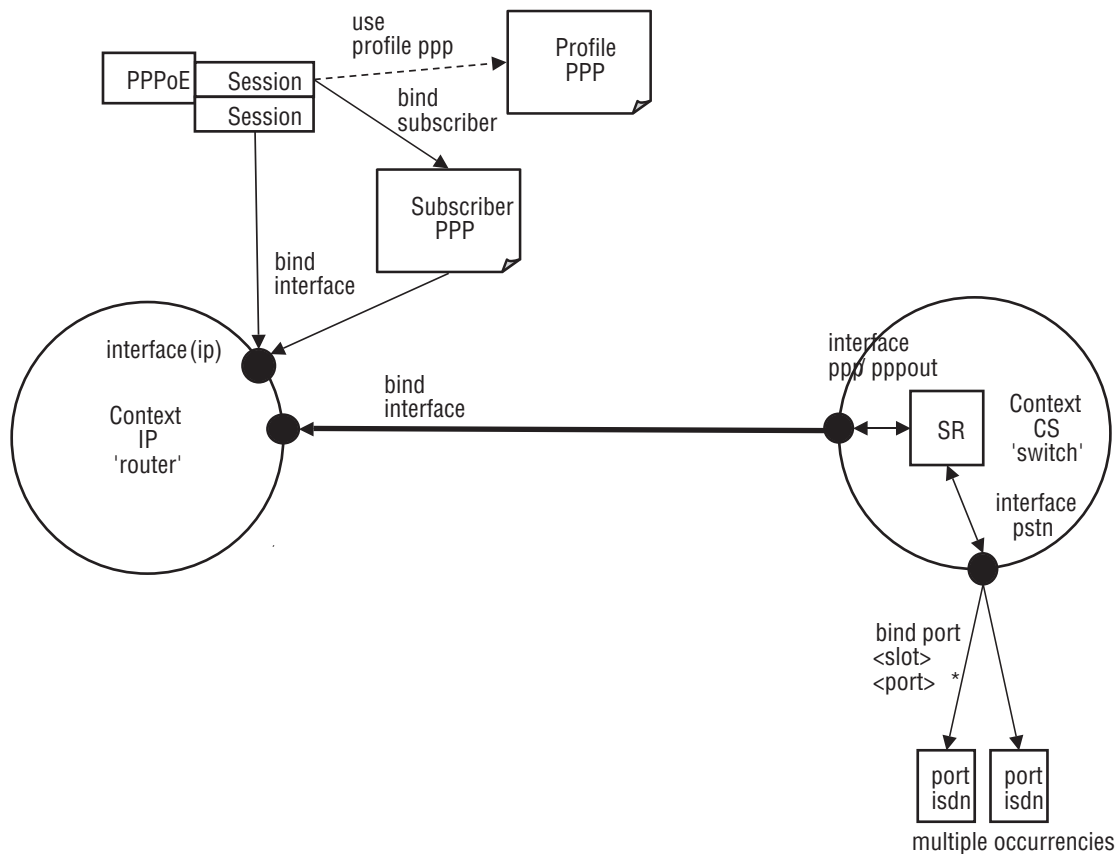 use
profile ppp
Profile
PPP
PPPoE
Session
Session
bind
subscriber
Subscriber
PPP
bind
interface
interface (ip)
Context
IP
'router'
bind
interface
interface
ppp/ pppout
SR
Context
CS
'switch'
interface
pstn
bind port
<slot>
<port> *
port
isdn
port
isdn
multiple occurrencies